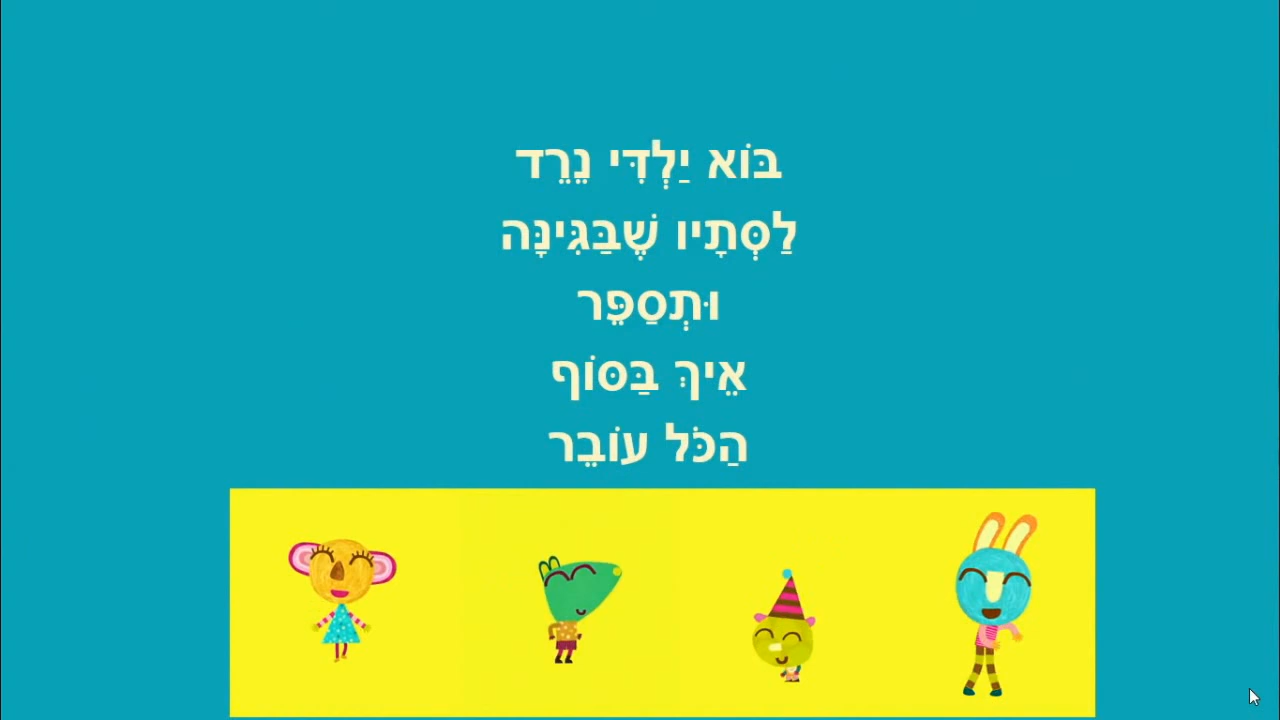 בּוֹא יַלְדִּי נֵרֵד
לַסְּתָיו שֶׁבַּגִּינָּה
וּתְסַפֵּר
אֵיךְ בַּסּוֹף
הַכֹּל עוֹבֵר